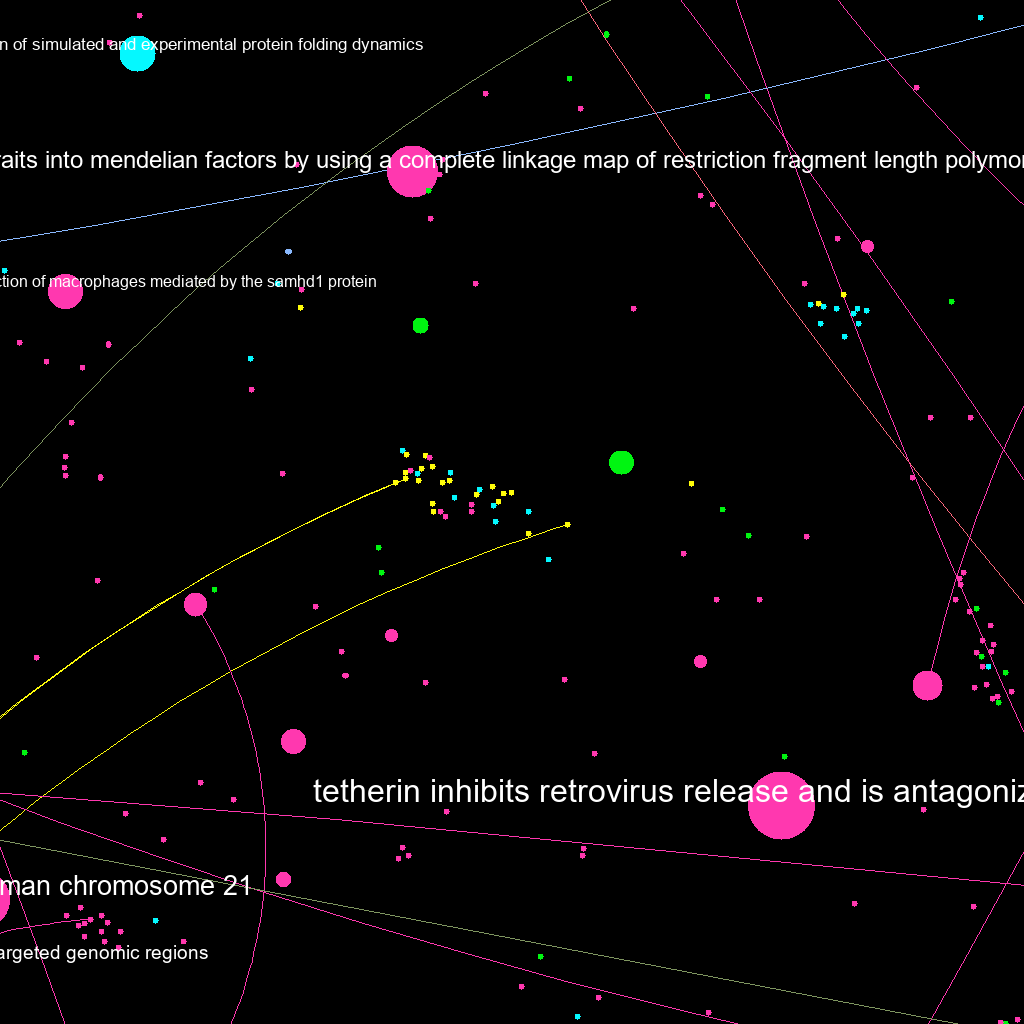 n of simulated and experimental protein folding dynamics
raits into mendelian factors by using a complete linkage map of restriction fragment length polymor
ction of macrophages mediated by the samhd1 protein
tetherin inhibits retrovirus release and is antagoniz
man chromosome 21
argeted genomic regions